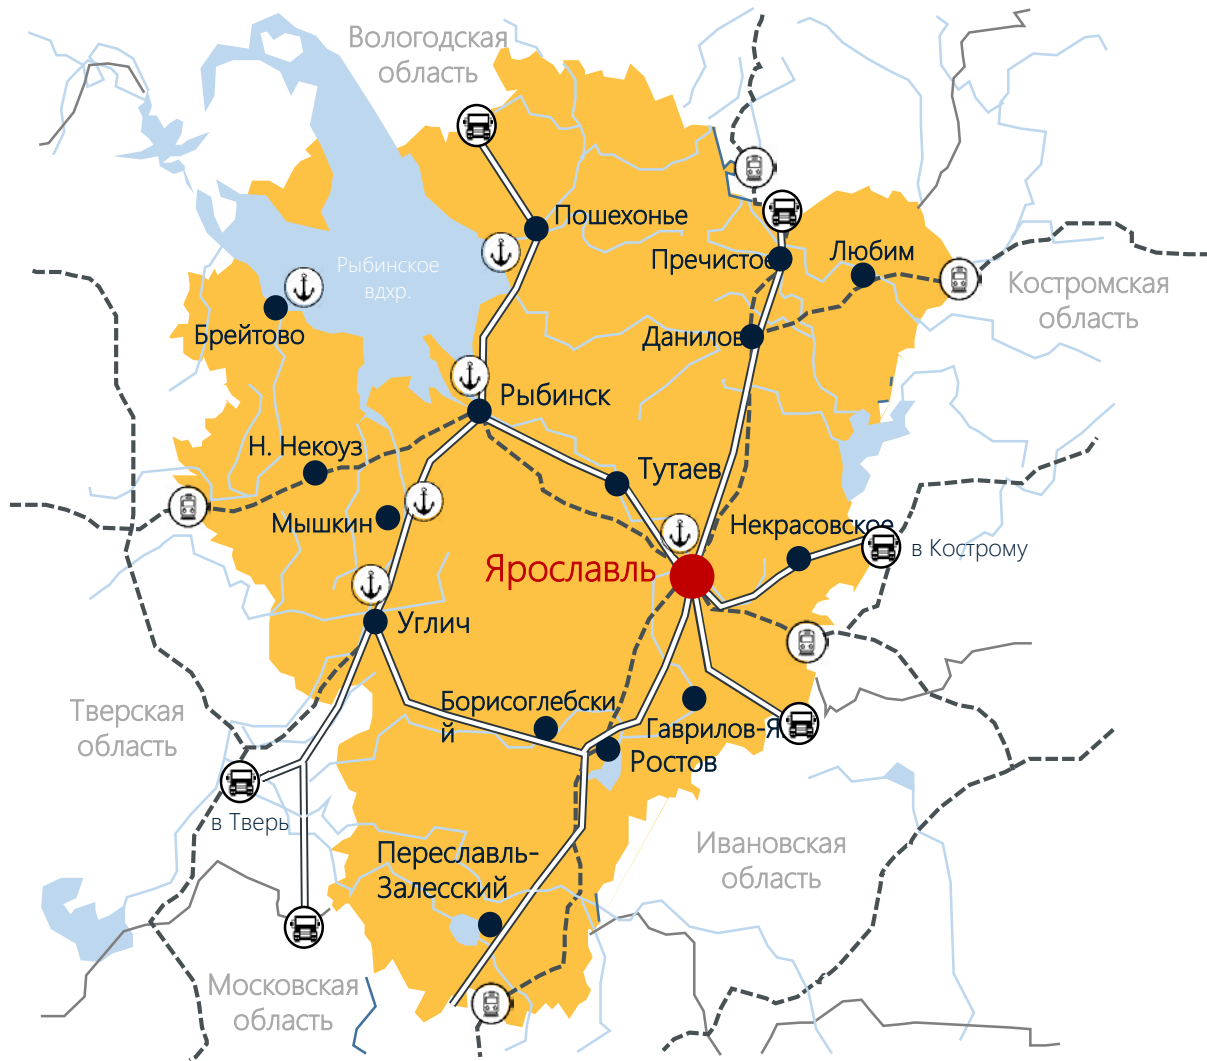 Вологодская
область
Пошехонье
Пречистое
Любим
Рыбинское
вдхр.
Костромская
область
Брейтово
Данилов
Рыбинск
Н. Некоуз
Тутаев
Мышкин
Некрасовское
в Кострому
Ярославль
Углич
Борисоглебски
й
Тверская
область
Гаврилов-Я
Ростов
в Тверь
Переславль-
Залесский
Ивановская
область
Московская
область